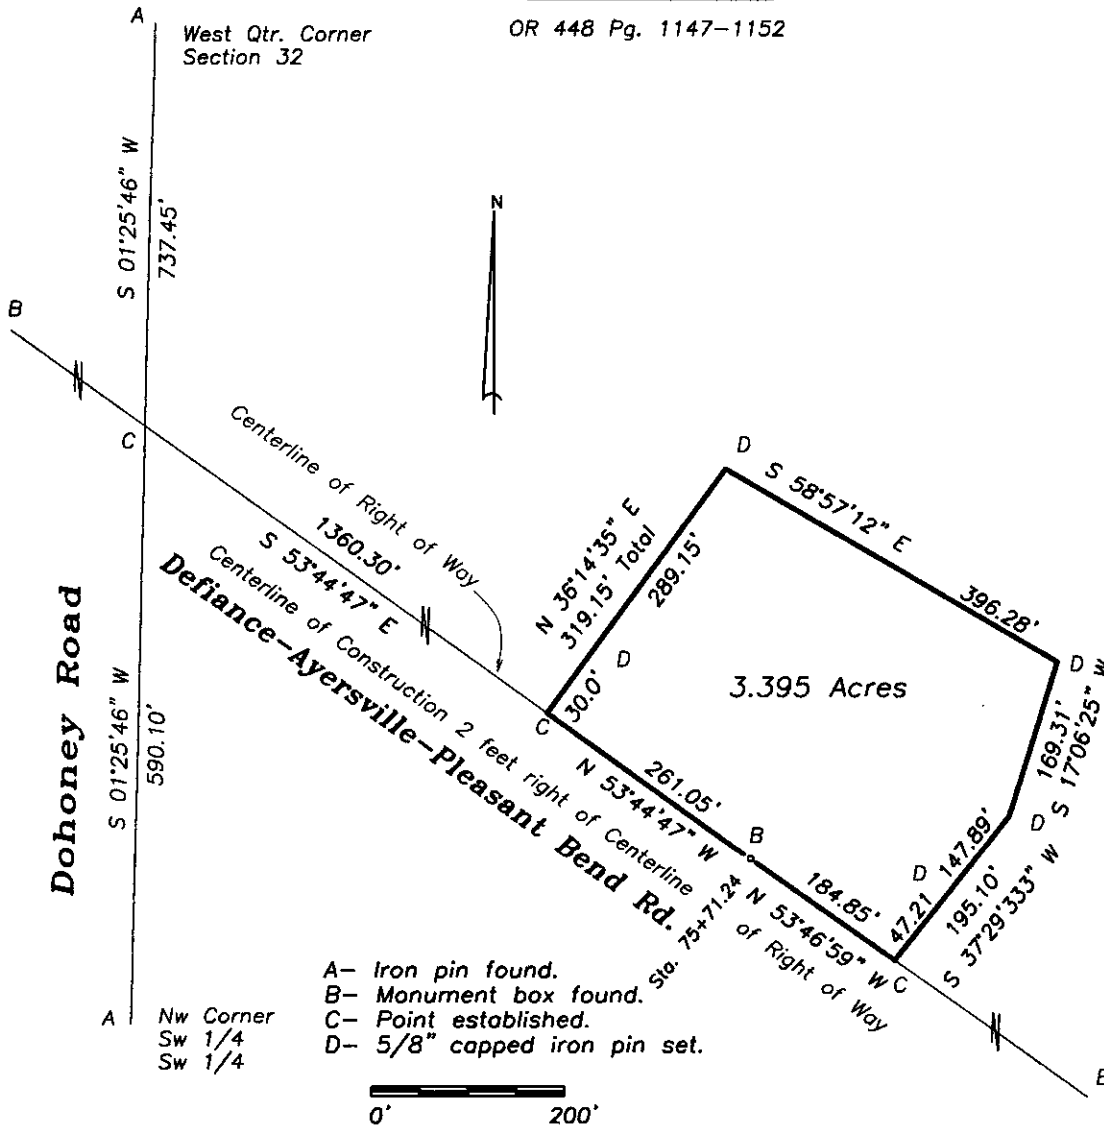 A
West Qtr. Corner
Section 32
OR 448 Pg. 1147-1152
S 01°25'46" W
737.45'
N
B
C
Centerline of Right of Way
1360.30'
S 53°44'47" E
Centerline of Construction 2 feet right of Centerline
of Right of Way
Defiance-Ayersville-Pleasant Bend Rd.
Dohoney Road
S 01°25'46" W
590.10'
D
S 58°57'12" E
396.28'
N 36°14'35" E
319.15' Total
289.15'
D
30.0'
C
3.395 Acres
D
169.31'
S 17°06'25" W
D
261.05'
N 53°44'47" W
B
Sta. 75+71.24
184.85'
N 53°46'59" W
D
47.21
147.89'
195.10'
S 37°29'333" W
C
B
A
Nw Corner
Sw 1/4
Sw 1/4
A- Iron pin found.
B- Monument box found.
C- Point established.
D- 5/8" capped iron pin set.
0'
200'